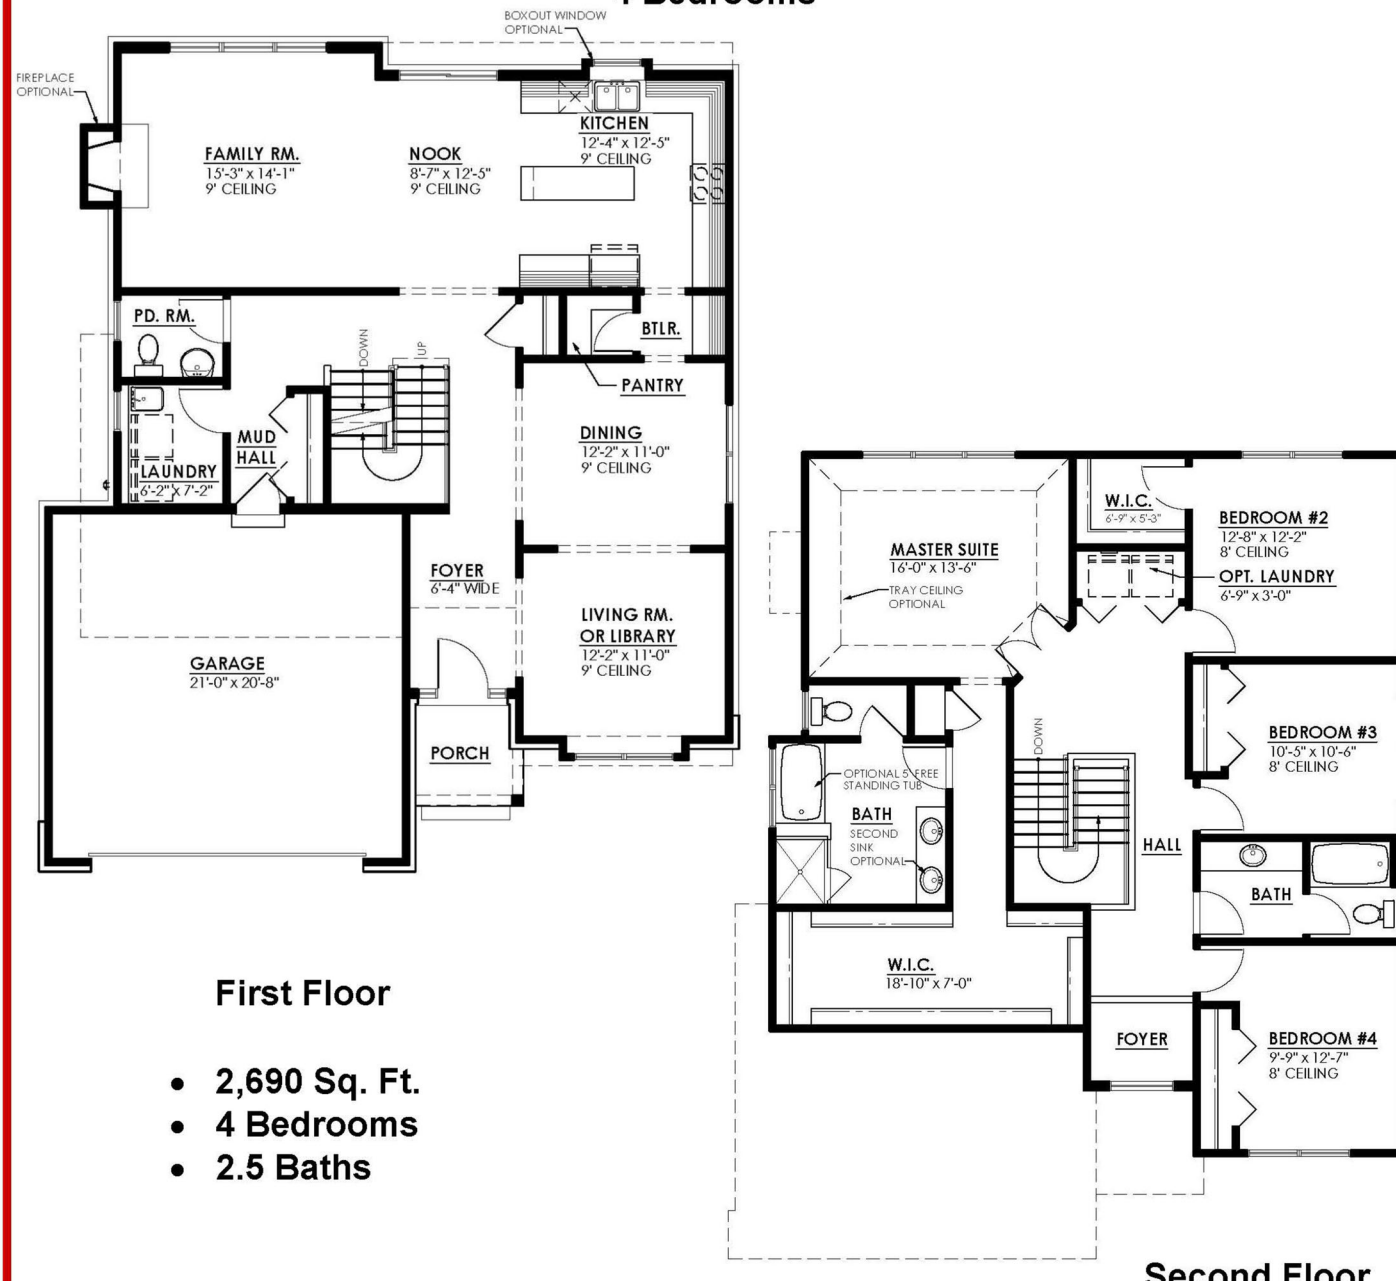 4 Bedrooms
BOXOUT WINDOW
OPTIONAL
FIREPLACE
OPTIONAL
KITCHEN
12'-4" x 12'-5"
9' CEILING
FAMILY RM.
15'-3" x 14'-1"
9' CEILING
NOOK
8'-7" x 12'-5"
9' CEILING
PD. RM.
BTLR.
DOWN
UP
PANTRY
MUD
HALL
DINING
12'-2" x 11'-0"
9' CEILING
LAUNDRY
6'-2" x 7'-2"
FOYER
6'-4" WIDE
LIVING RM.
OR LIBRARY
12'-2" x 11'-0"
9' CEILING
GARAGE
21'-0" x 20'-8"
PORCH
W.I.C.
6'-9" x 5'-3"
BEDROOM #2
12'-8" x 12'-2"
8' CEILING
MASTER SUITE
16'-0" x 13'-6"
TRAY CEILING
OPTIONAL
OPT. LAUNDRY
6'-9" x 3'-0"
BEDROOM #3
10'-5" x 10'-6"
8' CEILING
DOWN
OPTIONAL 5' FREE
STANDING TUB
BATH
SECOND
SINK
OPTIONAL
HALL
BATH
W.I.C.
18'-10" x 7'-0"
FOYER
BEDROOM #4
9'-9" x 12'-7"
8' CEILING
First Floor
• 2,690 Sq. Ft.
• 4 Bedrooms
• 2.5 Baths
Second Floor